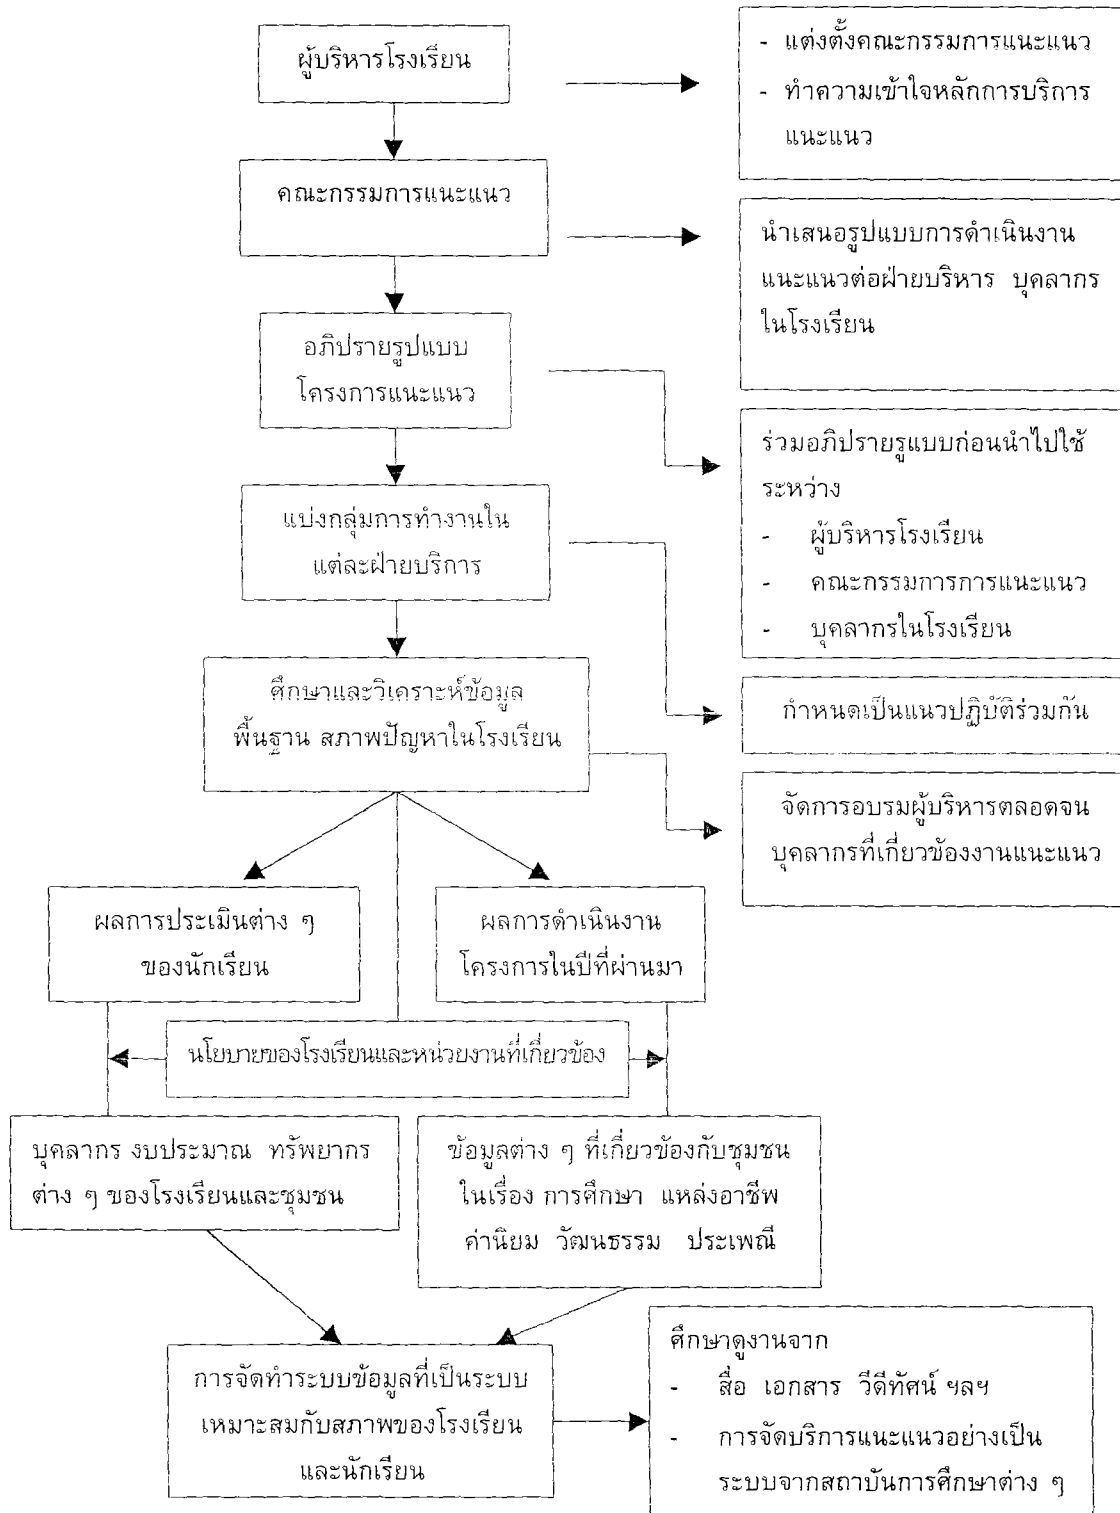 ผู้บริหารโรงเรียน
- แต่งตั้งคณะกรรมการแนะแนว
- ทำความเข้าใจหลักการบริการ
แนะแนว
คณะกรรมการแนะแนว
นำเสนอรูปแบบการดำเนินงาน
แนะแนวต่อฝ่ายบริหาร บุคลากร
ในโรงเรียน
อภิปรายรูปแบบ
โครงการแนะแนว
ร่วมอภิปรายรูแบบก่อนนำไปใช้
ระหว่าง
- ผู้บริหารโรงเรียน
- คณะกรรมการการแนะแนว
- บุคลากรในโรงเรียน
แบ่งกลุ่มการทำงานใน
แต่ละฝ่ายบริการ
กำหนดเป็นแนวปฏิบัติร่วมกัน
ศึกษาและวิเคราะห์ข้อมูล
พื้นฐาน สภาพปัญหาในโรงเรียน
จัดการอบรมผู้บริหารตลอดจน
บุคลากรที่เกี่ยวข้องงานแนะแนว
ผลการประเมินต่าง ๆ
ของนักเรียน
ผลการดำเนินงาน
โครงการในปีที่ผ่านมา
นโยบายของโรงเรียนและหน่วยงานที่เกี่ยวข้อง
บุคลากร งบประมาณ ทรัพยากร
ต่าง ๆ ของโรงเรียนและชุมชน
ข้อมูลต่าง ๆ ที่เกี่ยวข้องกับชุมชน
ในเรื่อง การศึกษา แหล่งอาชีพ
ค่านิยม วัฒนธรรม ประเพณี
การจัดทำระบบข้อมูลที่เป็นระบบ
เหมาะสมกับสภาพของโรงเรียน
และนักเรียน
ศึกษาดูงานจาก
- สื่อ เอกสาร วีดีทัศน์ ฯลฯ
- การจัดบริการแนะแนวอย่างเป็น
ระบบจากสถาบันการศึกษาต่าง ๆ